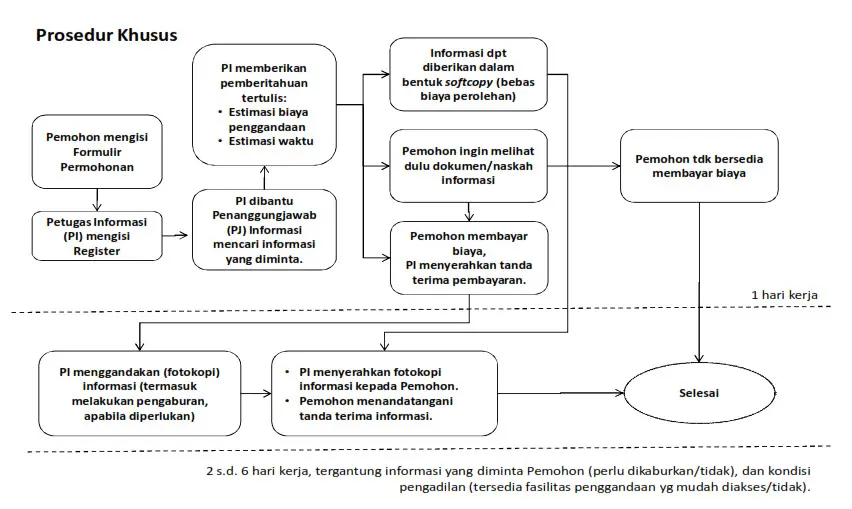 Prosedur Khusus
Pemohon mengisi
Formulir
Permohonan
Petugas Informasi
(PI) mengisi
Register
PI dibantu
Penanggungjawab
(PJ) Informasi
mencari informasi
yang diminta.
PI memberikan
pemberitahuan
tertulis:
• Estimasi biaya
penggandaan
• Estimasi waktu
Informasi dpt
diberikan dalam
bentuk softcopy (bebas
biaya perolehan)
Pemohon ingin melihat
dulu dokumen/naskah
informasi
Pemohon membayar
biaya,
PI menyerahkan tanda
terima pembayaran.
Pemohon tdk bersedia
membayar biaya
1 hari kerja
PI menggandakan (fotokopi)
informasi (termasuk
melakukan pengaburan,
apabila diperlukan)
• PI menyerahkan fotokopi
informasi kepada Pemohon.
• Pemohon menandatangani
tanda terima informasi.
Selesai
2 s.d. 6 hari kerja, tergantung informasi yang diminta Pemohon (perlu dikaburkan/tidak), dan kondisi
pengadilan (tersedia fasilitas penggandaan yg mudah diakses/tidak).